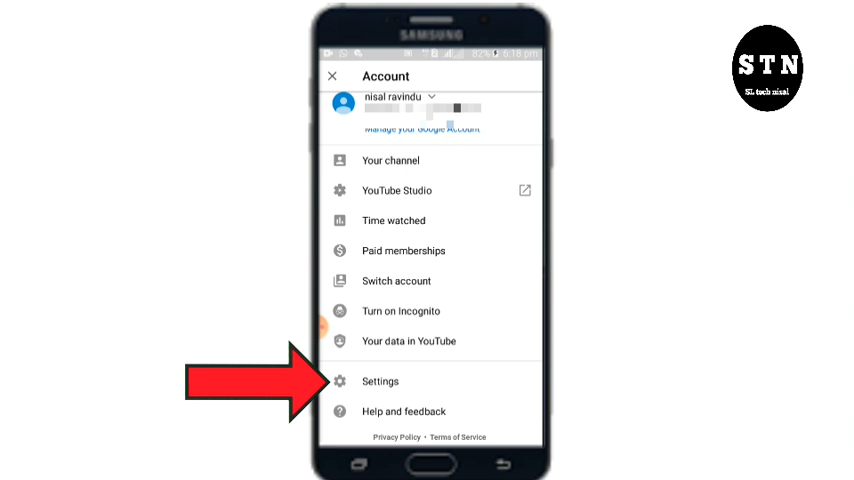 SAMSUNG
82% 6:18 pm
Account
nisal ravindu
Manage your Google Account
Your channel
YouTube Studio
Time watched
Paid memberships
Switch account
Turn on Incognito
Your data in YouTube
Settings
Help and feedback
Privacy Policy • Terms of Service
STN
SL tech nisal